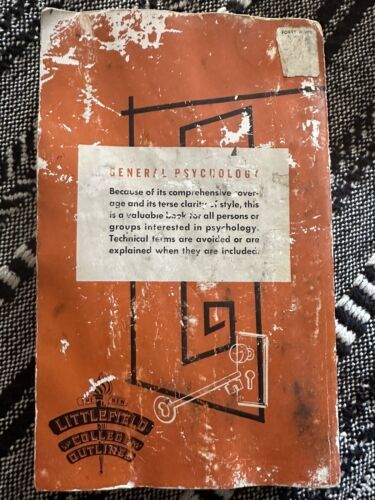 GENERAL PSYCHOLOGY
Because of its comprehensive cover-
age and its terse clarity of style, this
is a valuable book for all persons or
groups interested in psychology.
Technical terms are avoided or are
explained when they are included.
THE NEW
LITTLEFIELD
COLLEGE
OUTLINES